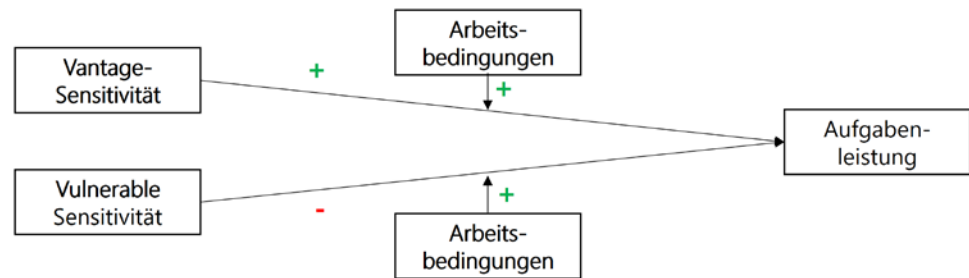 Arbeits-
bedingungen
Vantage-
Sensitivität
+
+
Aufgaben-
leistung
Vulnerable
Sensitivität
-
+
Arbeits-
bedingungen